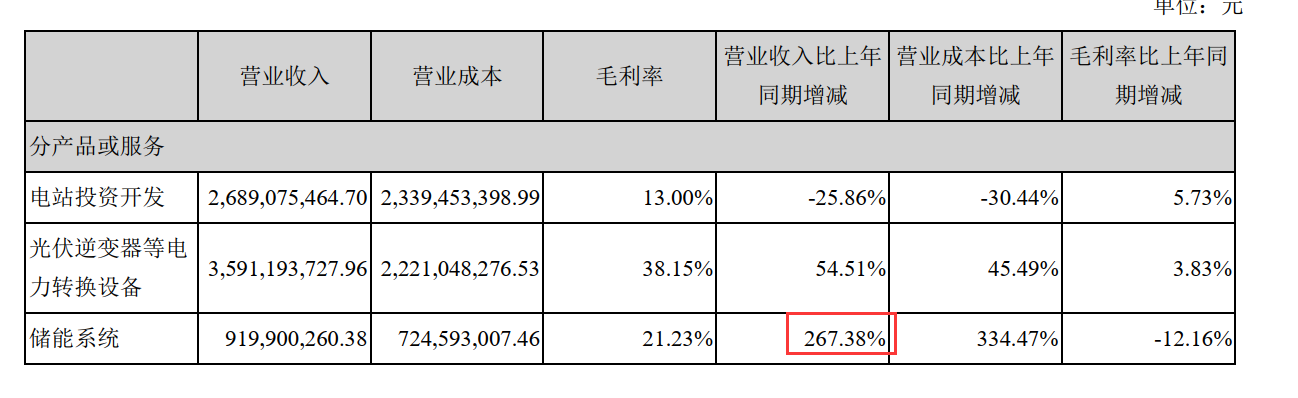 单位：元
营业收入 营业成本 毛利率 营业收入比上年同期增减 营业成本比上年同期增减 毛利率比上年同期增减
分产品或服务
电站投资开发 2,689,075,464.70 2,339,453,398.99 13.00% -25.86% -30.44% 5.73%
光伏逆变器等电力转换设备 3,591,193,727.96 2,221,048,276.53 38.15% 54.51% 45.49% 3.83%
储能系统 919,900,260.38 724,593,007.46 21.23% 267.38% 334.47% -12.16%